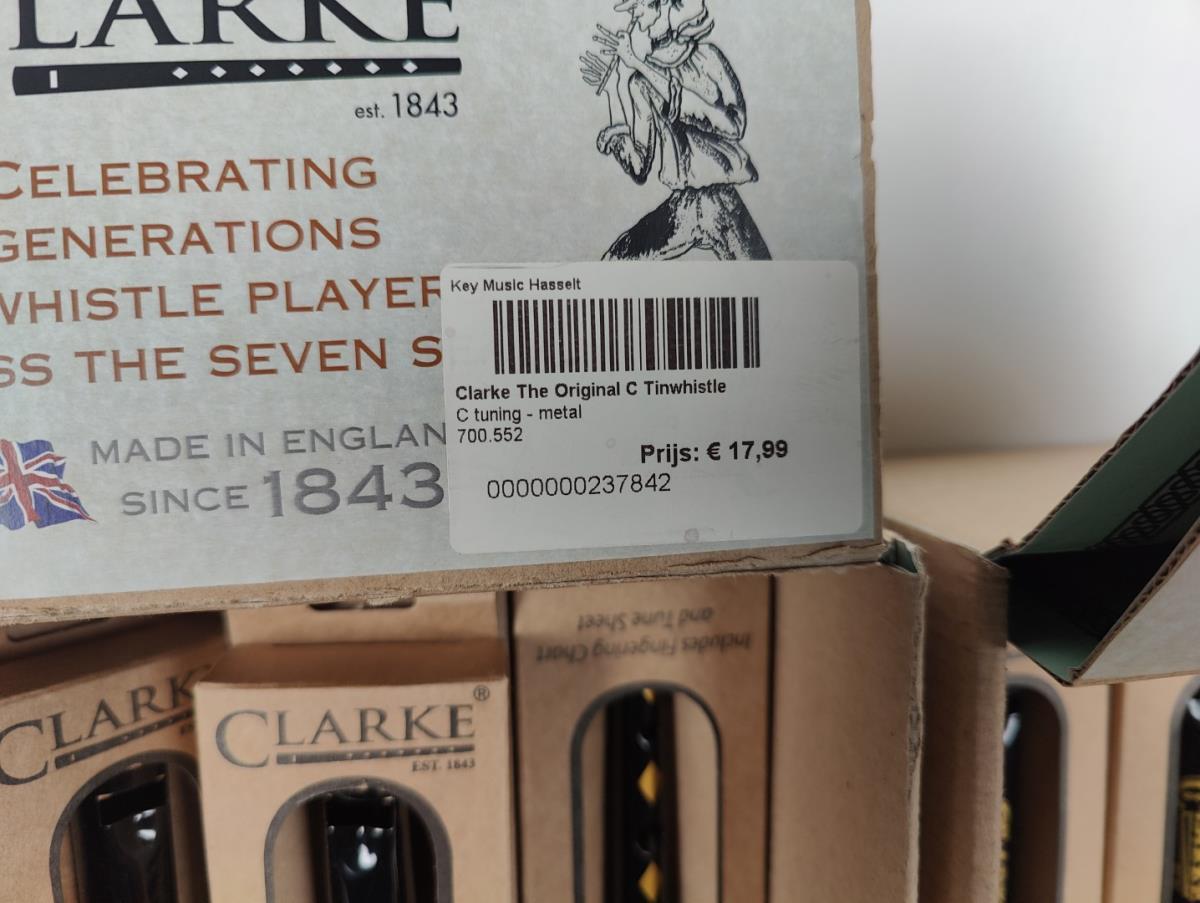 CLARKE
est. 1843
CELEBRATING
GENERATIONS
WHISTLE PLAYER
SS THE SEVEN S
MADE IN ENGLAN
SINCE 1843
Key Music Hasselt
Clarke The Original C Tinwhistle
C tuning - metal
700.552
Prijs: € 17,99
0000000237842
Includes Fingering Chart
and Tune Sheet
CLARK
CLARKE®
EST. 1843